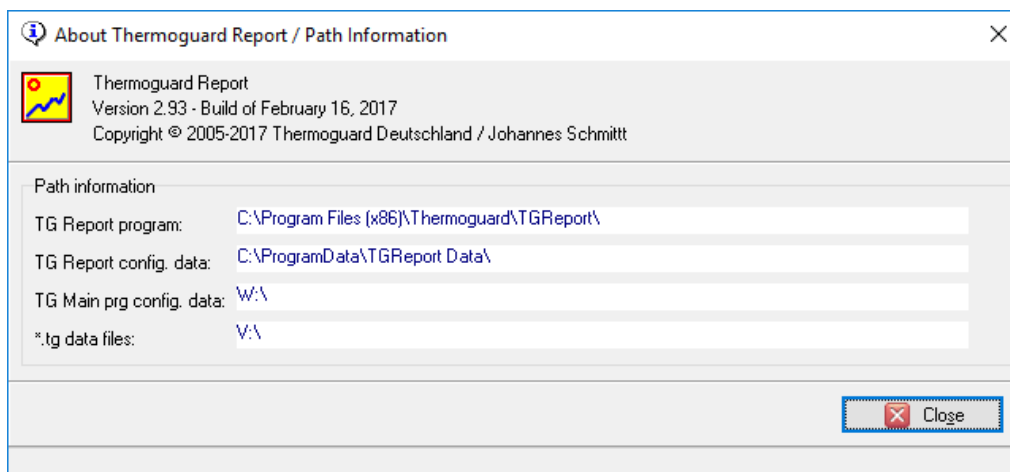 About Thermoguard Report / Path Information
Thermoguard Report
Version 2.93 - Build of February 16, 2017
Copyright © 2005-2017 Thermoguard Deutschland / Johannes Schmittt
Path information
TG Report program: C:\Program Files (x86)\Thermoguard\TGReport\
TG Report config. data: C:\ProgramData\TGReport Data\
TG Main prg config. data: W:\
*.tg data files: V:\
Close